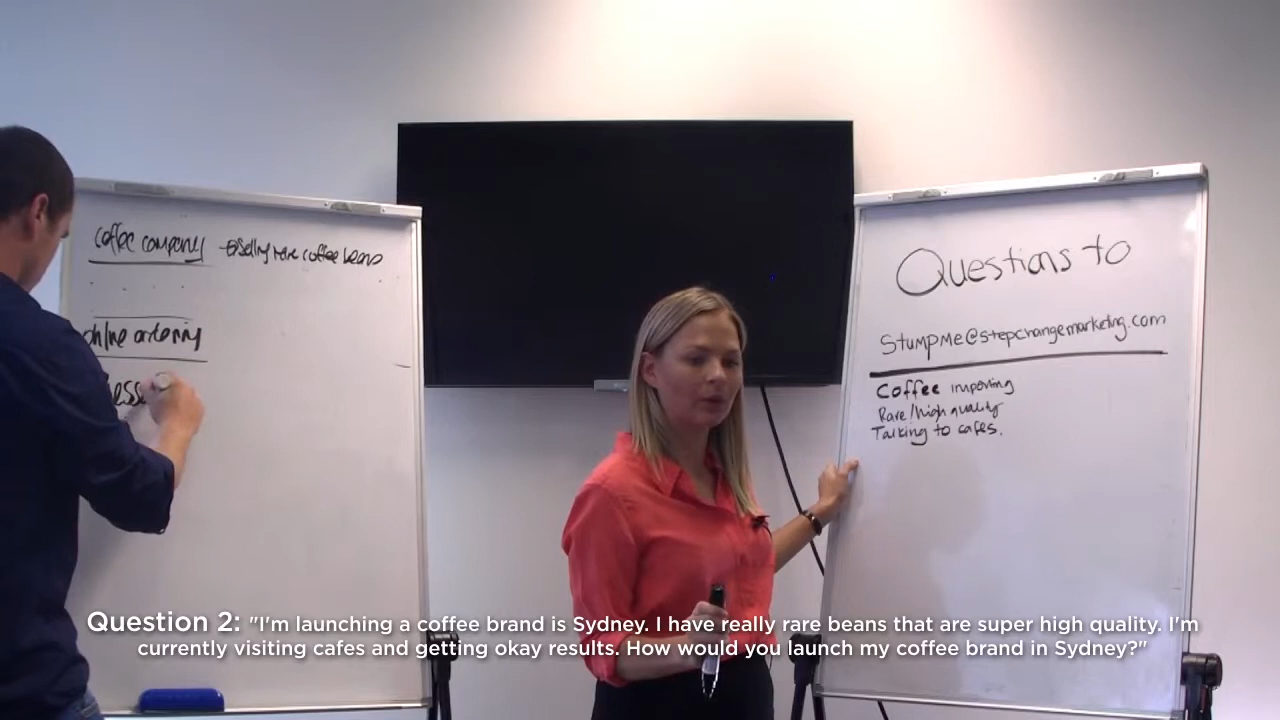 coffee company → selling rare coffee beans
online ordering
Questions to
StumpMe@stepchangemarketing.com
Coffee importing
Rare/high quality
Talking to cafes.
Question 2: "I'm launching a coffee brand is Sydney. I have really rare beans that are super high quality. I'm
currently visiting cafes and getting okay results. How would you launch my coffee brand in Sydney?"